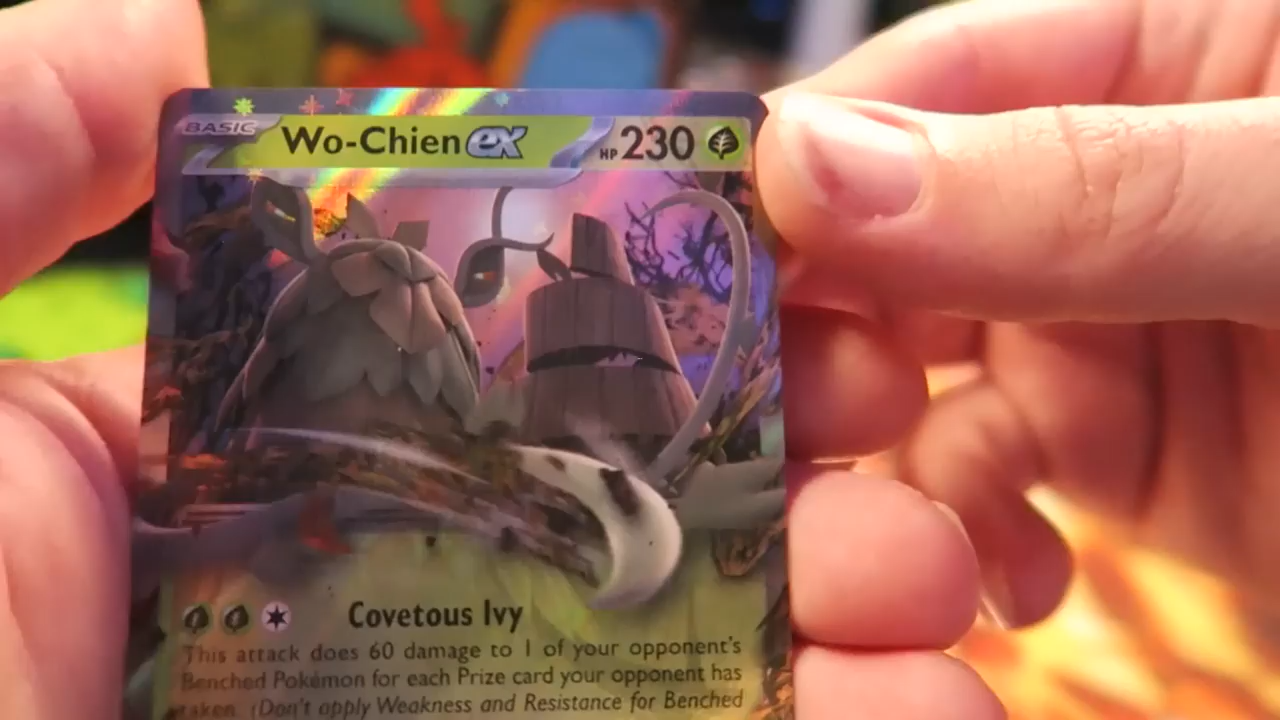 BASIC Wo-Chien ex HP 230
Covetous Ivy
This attack does 60 damage to 1 of your opponent's
Benched Pokémon for each Prize card your opponent has
taken. (Don't apply Weakness and Resistance for Benched